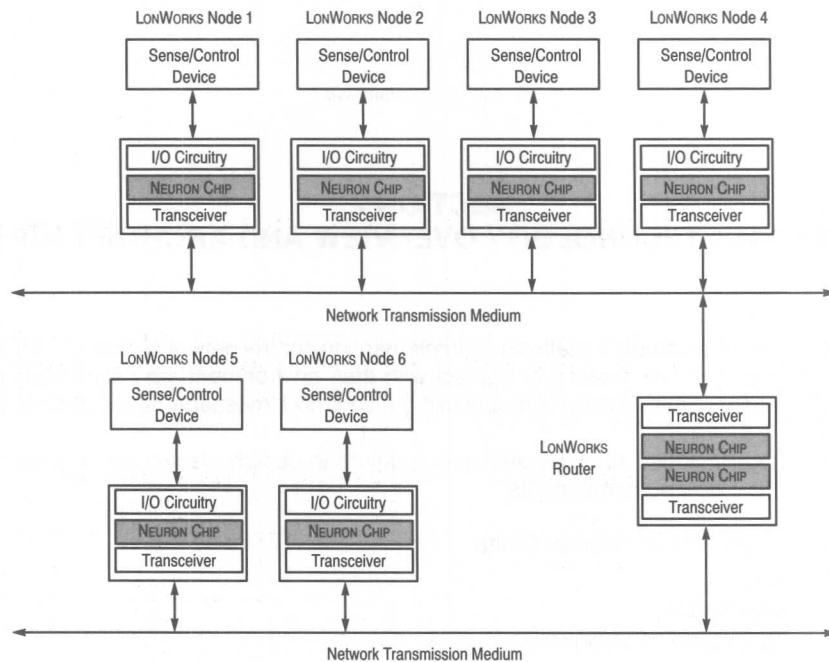 LONWORKS Node 1 LONWORKS Node 2 LONWORKS Node 3 LONWORKS Node 4
Sense/Control Sense/Control Sense/Control Sense/Control
Device Device Device Device
I/O Circuitry I/O Circuitry I/O Circuitry I/O Circuitry
NEURON CHIP NEURON CHIP NEURON CHIP NEURON CHIP
Transceiver Transceiver Transceiver Transceiver
Network Transmission Medium
LONWORKS Node 5 LONWORKS Node 6
Sense/Control Sense/Control
Device Device
I/O Circuitry I/O Circuitry
NEURON CHIP NEURON CHIP
Transceiver Transceiver
LONWORKS
Router
Transceiver
NEURON CHIP
NEURON CHIP
Transceiver
Network Transmission Medium